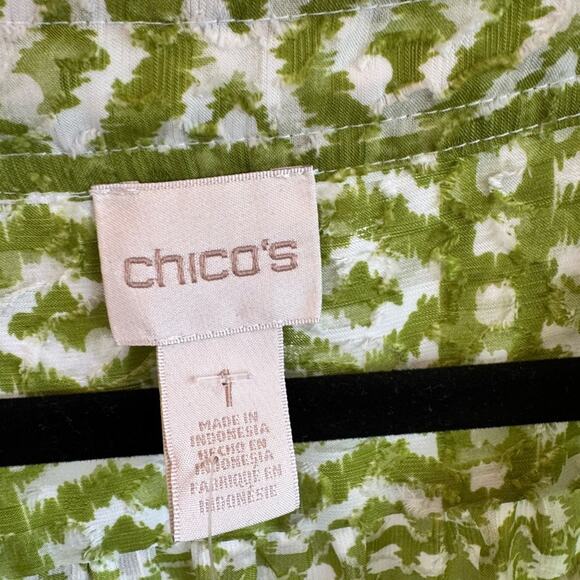 chico's
1
MADE IN
INDONESIA
HECHO EN
INDONESIA
FABRIQUÉ EN
INDONÉSIE